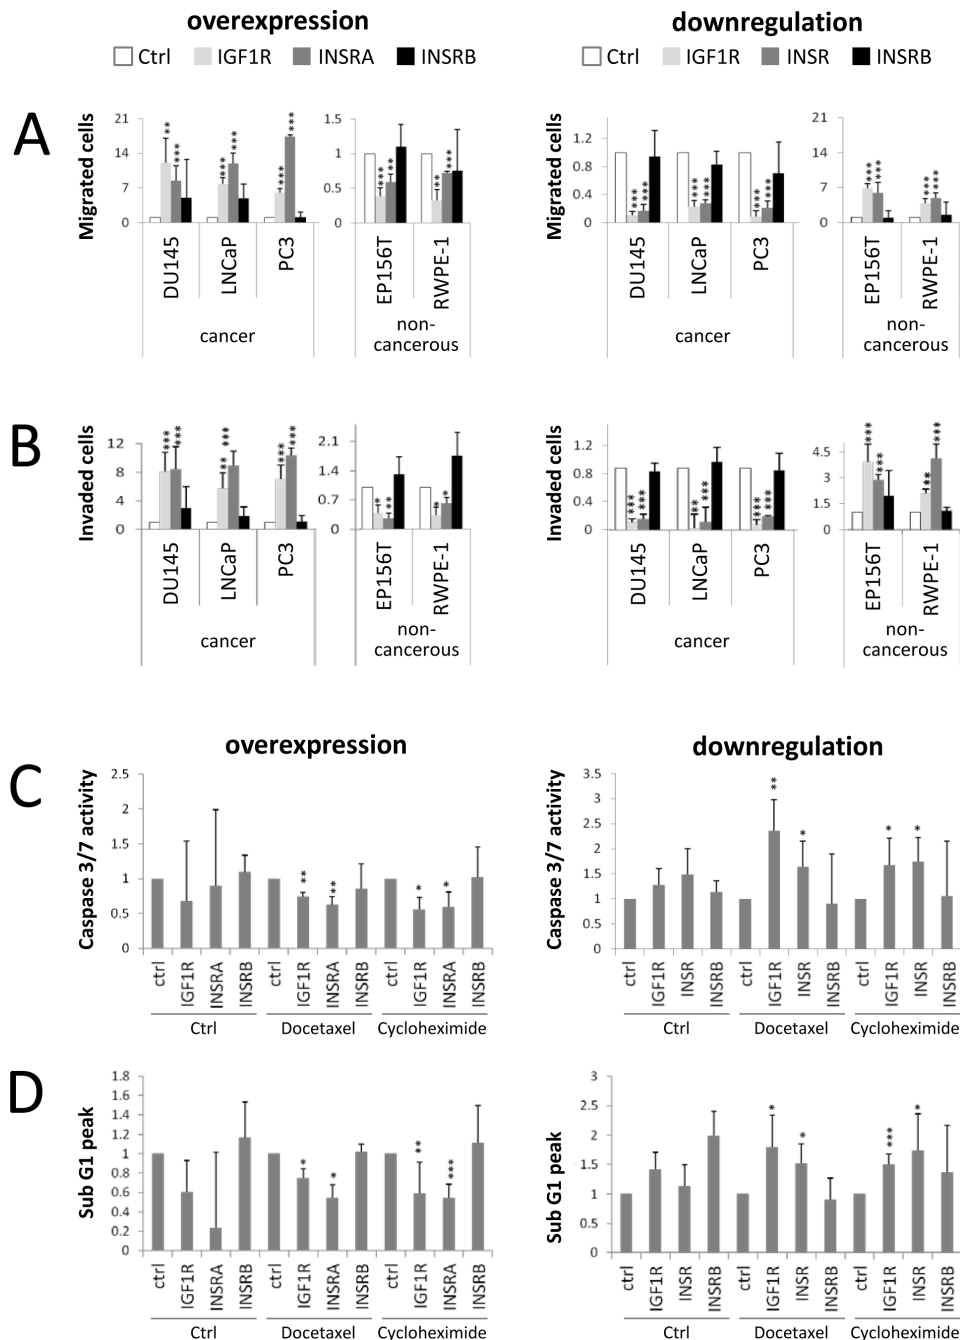 overexpression
downregulation
Ctrl IGF1R INSRA INSRB
Ctrl IGF1R INSR INSRB
A
Migrated cells
21
14
7
0
** *** *** *** *** ***
DU145
LNCaP
PC3
cancer
1.5
1
0.5
0
*** ** ** ***
EP156T
RWPE-1
non-
cancerous
Migrated cells
1.2
0.8
0.4
0
*** *** *** *** *** ***
DU145
LNCaP
PC3
cancer
21
14
7
0
*** *** *** ****
EP156T
RWPE-1
non-
cancerous
B
Invaded cells
12
8
4
0
*** *** ** *** *** ***
DU145
LNCaP
PC3
cancer
2.1
1.4
0.7
0
* ** * *
EP156T
RWPE-1
non-
cancerous
Invaded cells
1.2
0.8
0.4
0
*** *** ** *** *** ***
DU145
LNCaP
PC3
cancer
4.5
3
1.5
0
*** *** ** ***
EP156T
RWPE-1
non-
cancerous
overexpression
downregulation
C
Caspase 3/7 activity
2.5
2
1.5
1
0.5
0
** ** * *
ctrl IGF1R INSRA INSRB ctrl IGF1R INSRA INSRB ctrl IGF1R INSRA INSRB
Ctrl Docetaxel Cycloheximide
Caspase 3/7 activity
3.5
3
2.5
2
1.5
1
0.5
0
** * * *
ctrl IGF1R INSR INSRB ctrl IGF1R INSR INSRB ctrl IGF1R INSR INSRB
Ctrl Docetaxel Cycloheximide
D
Sub G1 peak
1.8
1.6
1.4
1.2
1
0.8
0.6
0.4
0.2
0
* * ** ***
ctrl IGF1R INSRA INSRB ctrl IGF1R INSRA INSRB ctrl IGF1R INSRA INSRB
Ctrl Docetaxel Cycloheximide
Sub G1 peak
3
2.5
2
1.5
1
0.5
0
* * *** *
ctrl IGF1R INSR INSRB ctrl IGF1R INSR INSRB ctrl IGF1R INSR INSRB
Ctrl Docetaxel Cycloheximide